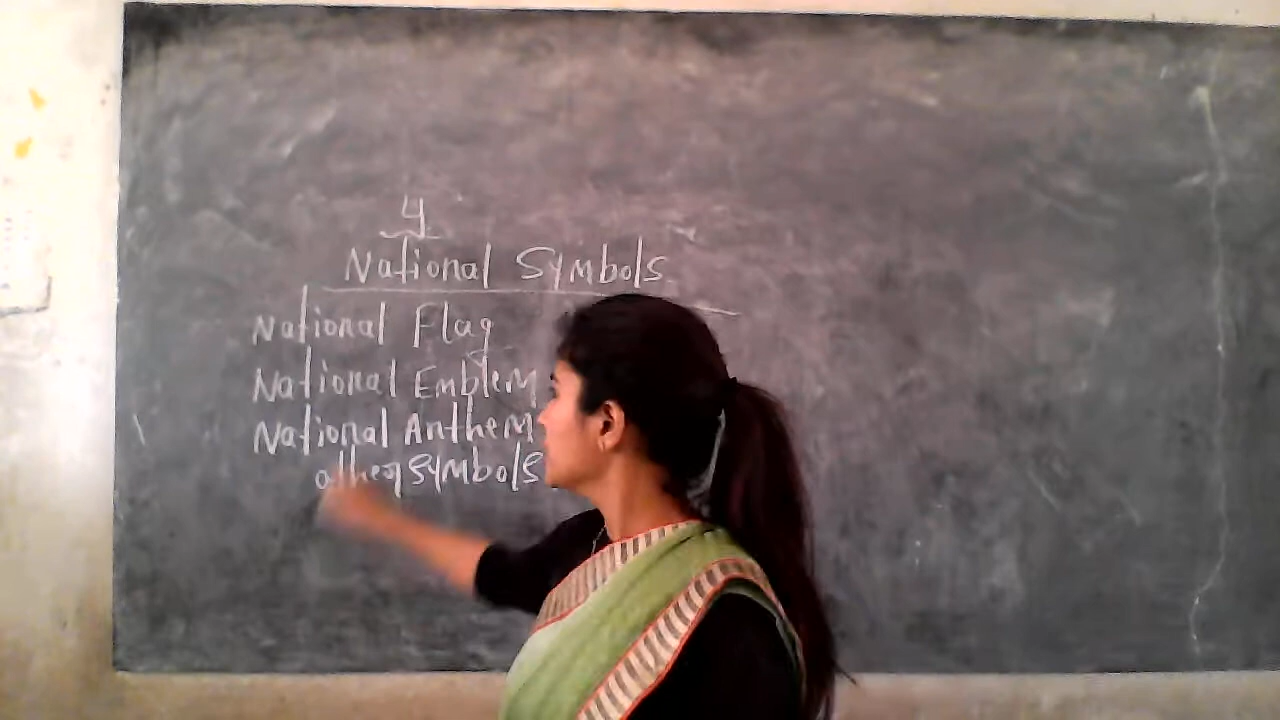 4
National Symbols
National Flag
National Emblem
National Anthem
other symbols